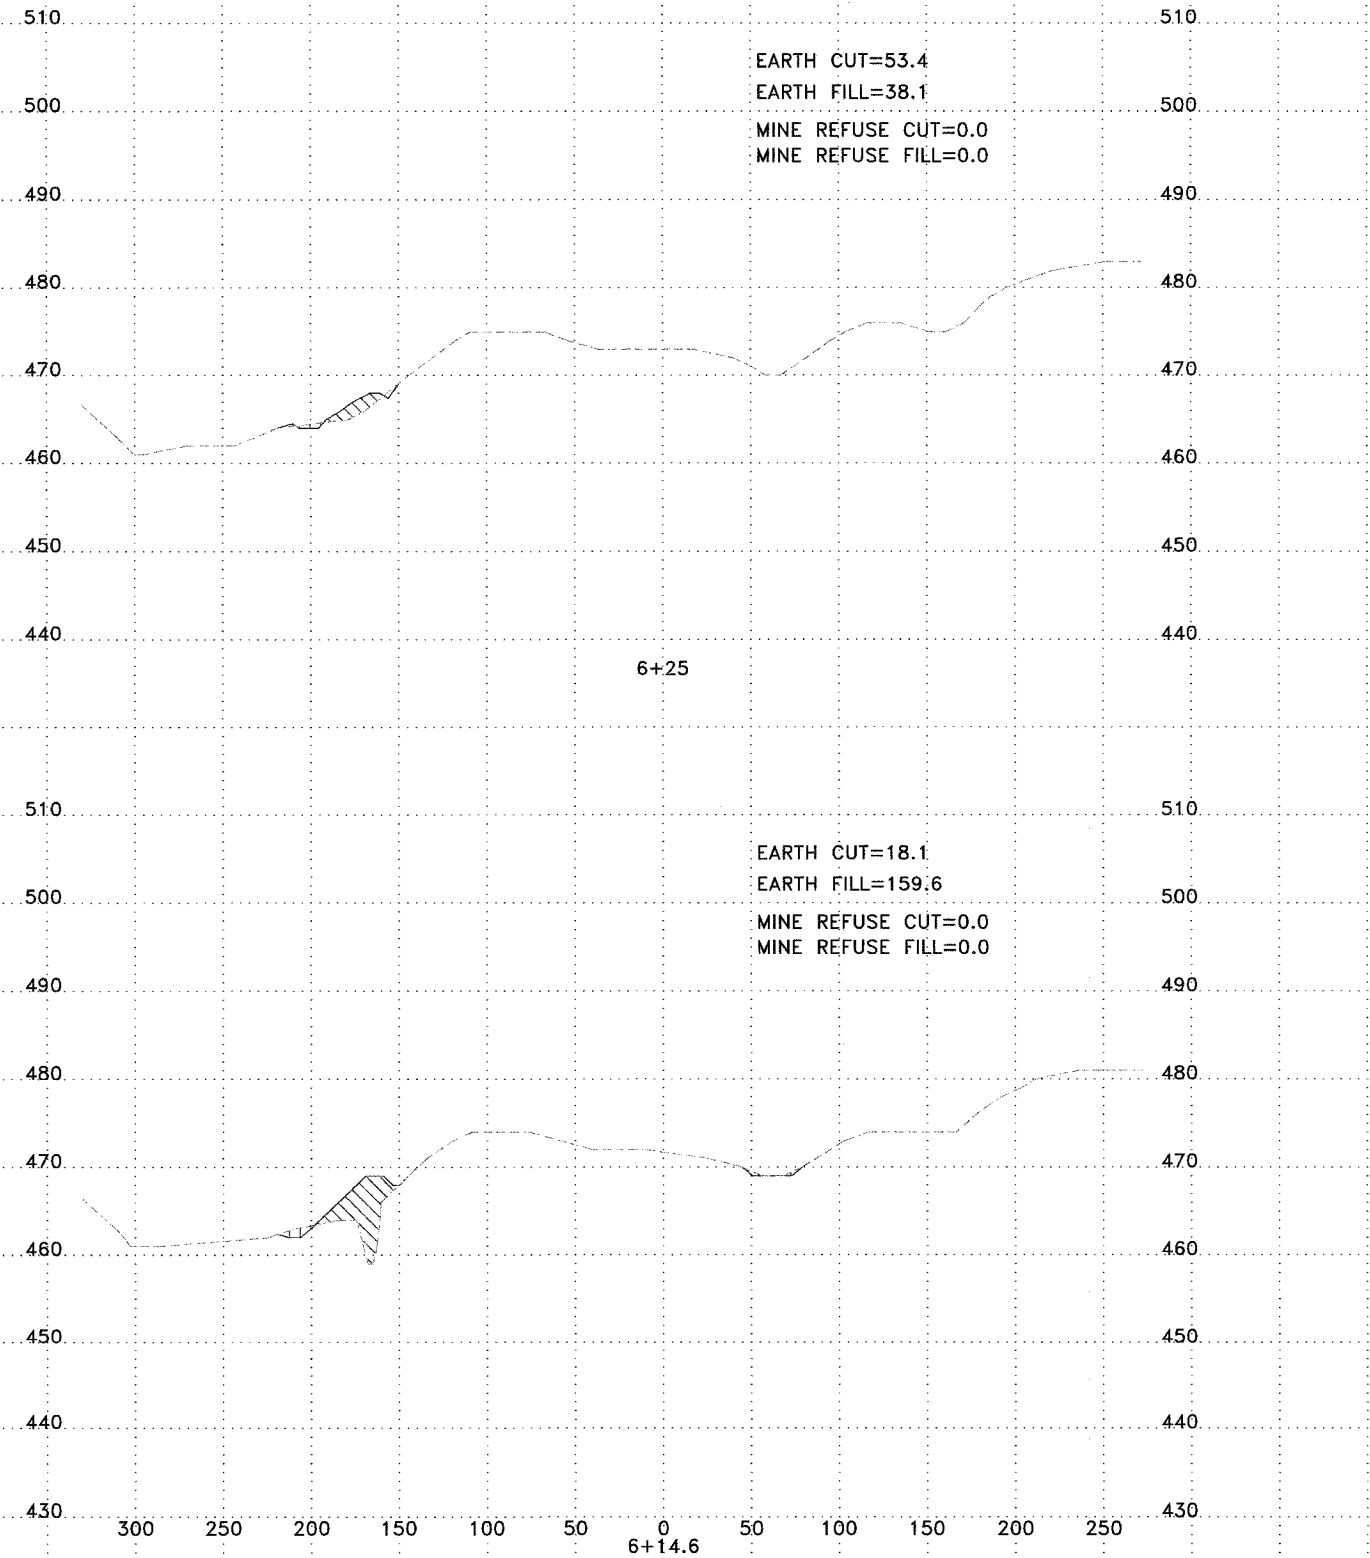 510 510
EARTH CUT=53.4
EARTH FILL=38.1
500 500
MINE REFUSE CUT=0.0
MINE REFUSE FILL=0.0
490 490
480 480
470 470
460 460
450 450
440 440
6+25
510 510
EARTH CUT=18.1
EARTH FILL=159.6
500 500
MINE REFUSE CUT=0.0
MINE REFUSE FILL=0.0
490 490
480 480
470 470
460 460
450 450
440 440
430 430
300 250 200 150 100 50 0 50 100 150 200 250
6+14.6